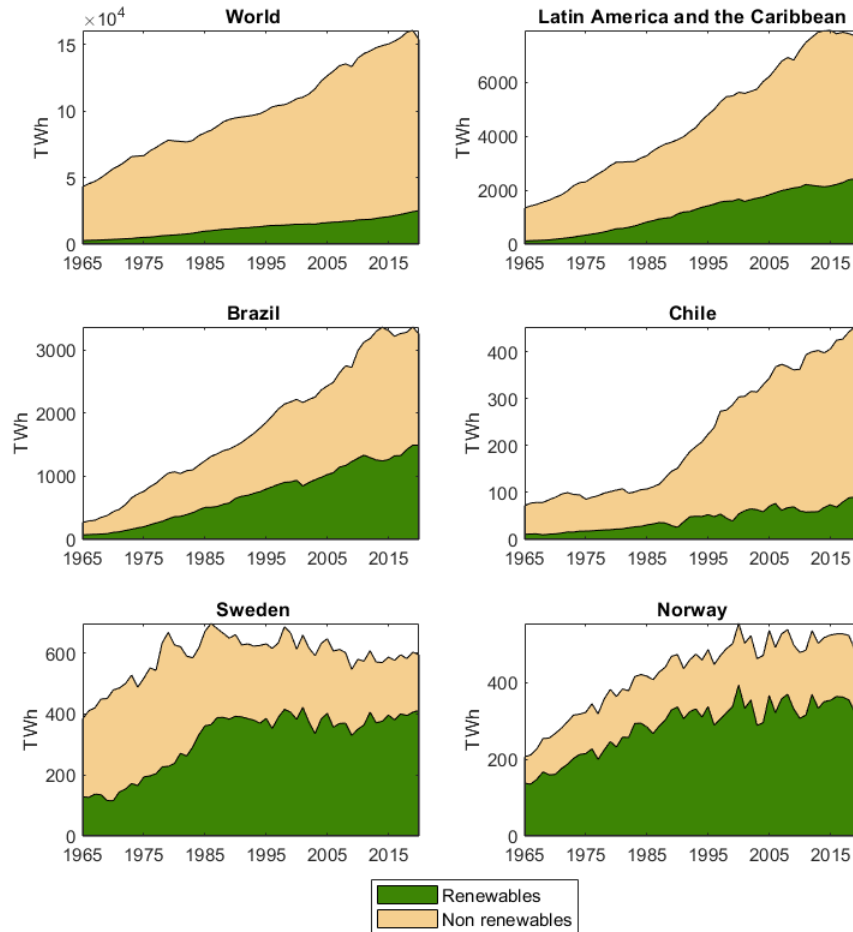 World
× 10^4
15
10
5
0
TWh
1965 1975 1985 1995 2005 2015
Latin America and the Caribbean
6000
4000
2000
0
TWh
1965 1975 1985 1995 2005 2015
Brazil
3000
2000
1000
0
TWh
1965 1975 1985 1995 2005 2015
Chile
400
300
200
100
0
TWh
1965 1975 1985 1995 2005 2015
Sweden
600
400
200
0
TWh
1965 1975 1985 1995 2005 2015
Norway
400
200
0
TWh
1965 1975 1985 1995 2005 2015
Renewables
Non renewables